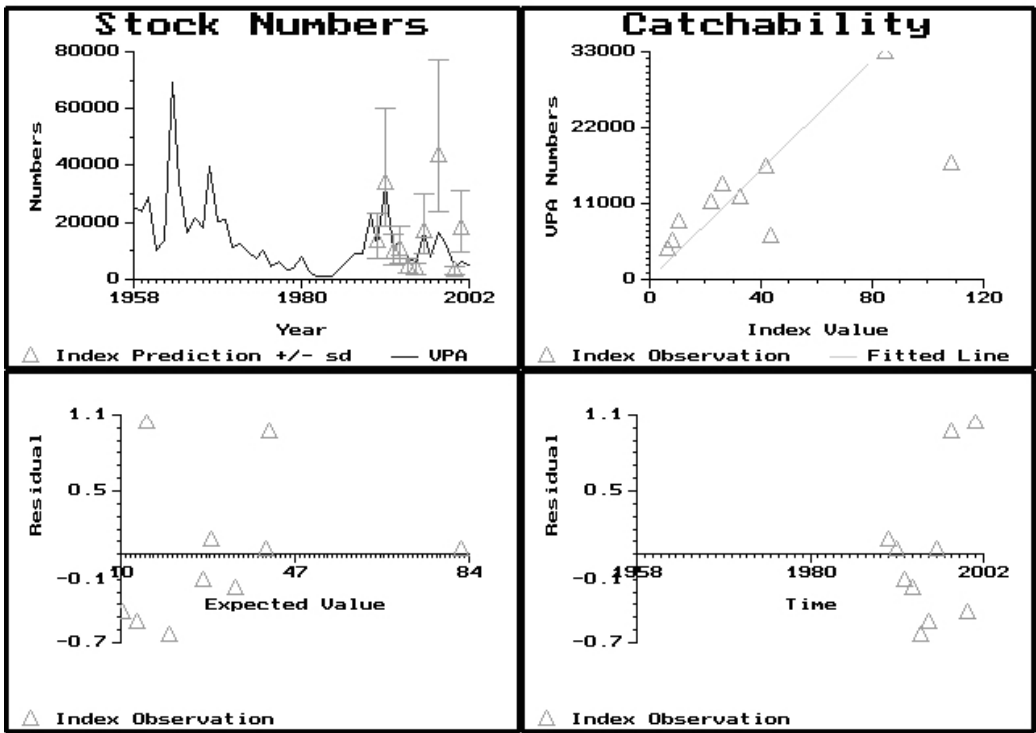 Stock Numbers
80000
60000
40000
20000
0
1958 1980 2002
Numbers
Year
Index Prediction +/- sd VPA
Catchability
33000
22000
11000
0
0 40 80 120
VPA Numbers
Index Value
Index Observation Fitted Line
1.1
0.5
-0.1
-0.7
10 47 84
Residual
Expected Value
Index Observation
1.1
0.5
-0.1
-0.7
1958 1980 2002
Residual
Time
Index Observation